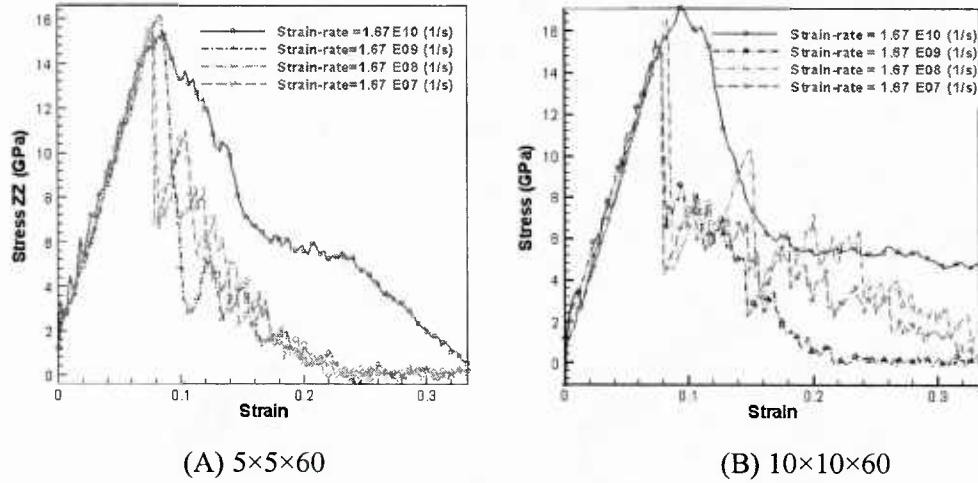 16
14
12
10
8
6
4
2
0
Stress ZZ (GPa)
Strain-rate =1.67E10 (1/s)
Strain-rate=1.67 E09 (1/s)
Strain-rate=1.67 E08 (1/s)
Strain-rate=1.67 E07 (1/s)
0 0.1 0.2 0.3
Strain
(A) 5×5×60
16
14
12
10
8
6
4
2
0
Stress (GPa)
Strain-rate = 1.67 E10 (1/s)
Strain-rate = 1.67 E09 (1/s)
Strain-rate = 1.67 E08 (1/s)
Strain-rate = 1.67 E07 (1/s)
0 0.1 0.2 0.3
Strain
(B) 10×10×60